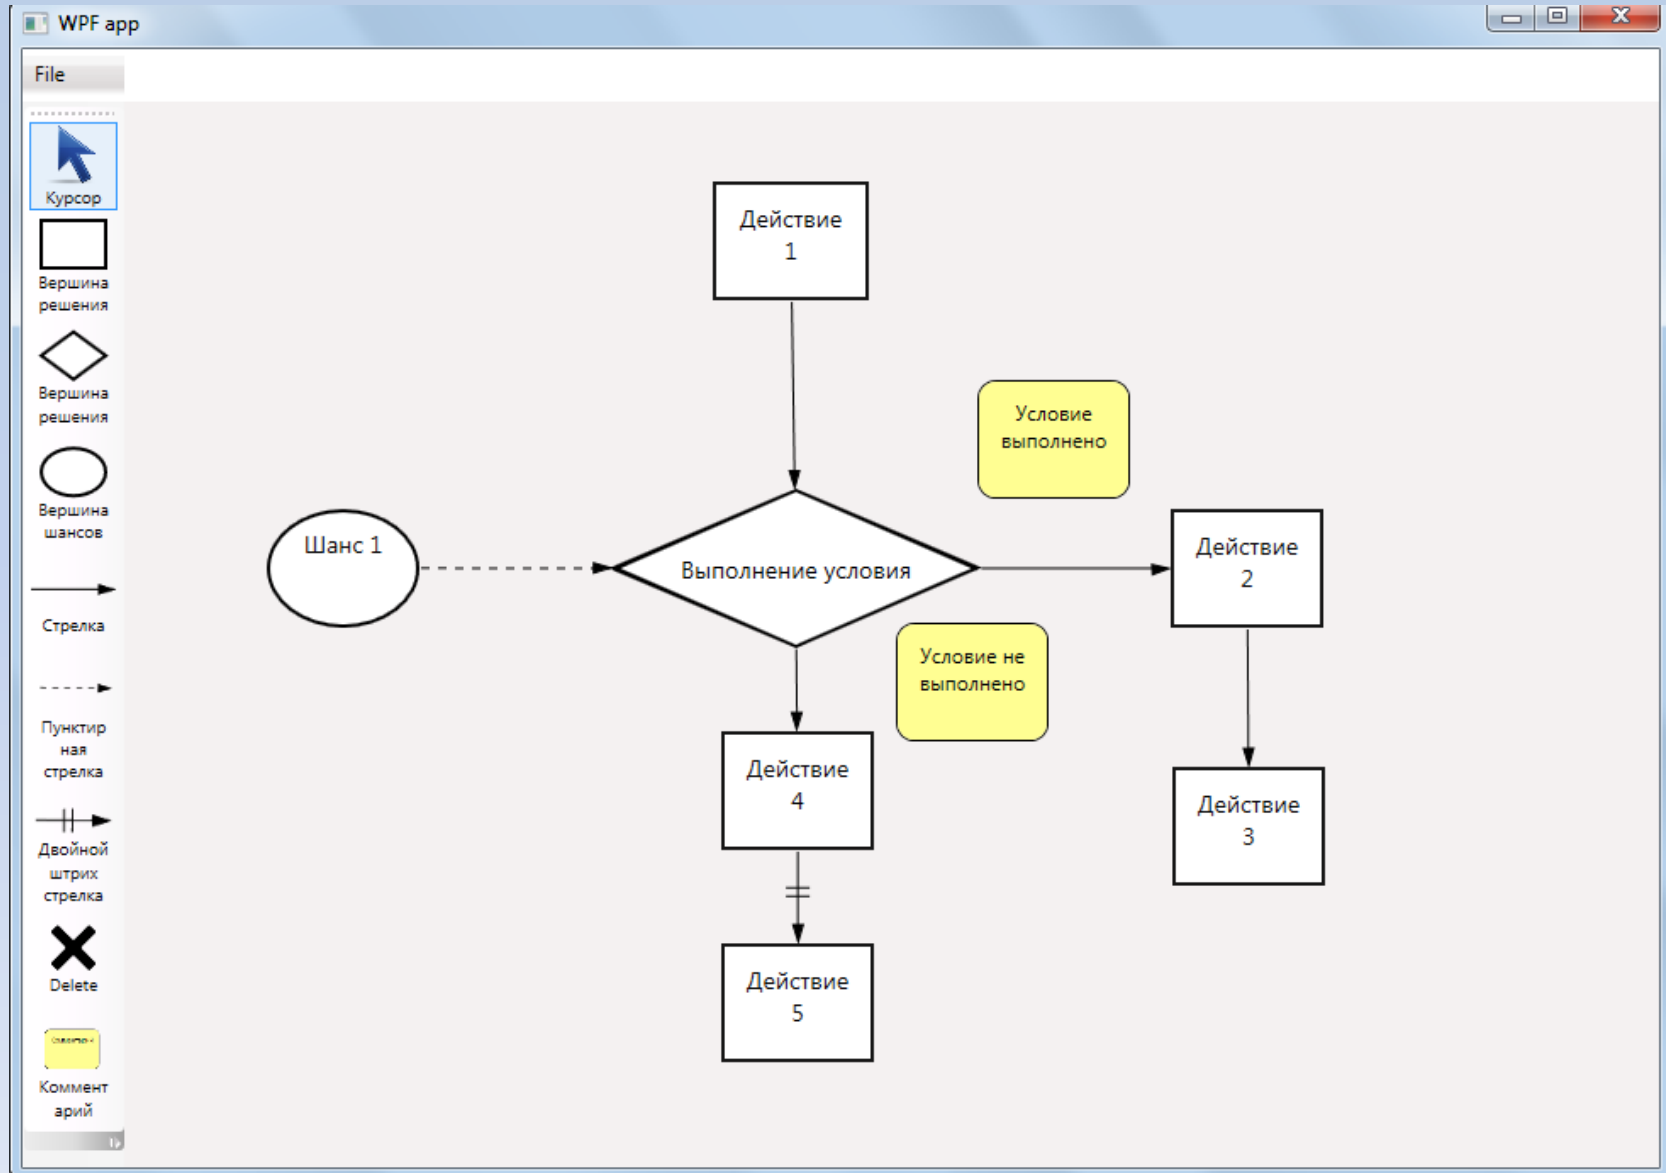 WPF app
File
Курсор
Вершина
решения
Вершина
решения
Вершина
шансов
Стрелка
Пунктир
ная
стрелка
Двойной
штрих
стрелка
Delete
Коммент
арий
Действие
1
Условие
выполнено
Шанс 1
Выполнение условия
Действие
2
Условие не
выполнено
Действие
4
Действие
3
Действие
5